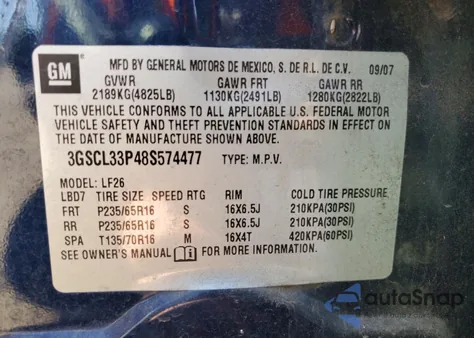 GM
MFD BY GENERAL MOTORS DE MEXICO, S. DE R.L. DE C.V. 09/07
GVWR GAWR FRT GAWR RR
2189KG(4825LB) 1130KG(2491LB) 1280KG(2822LB)
THIS VEHICLE CONFORMS TO ALL APPLICABLE U.S. FEDERAL MOTOR
VEHICLE SAFETY AND THEFT PREVENTION STANDARDS IN EFFECT ON
THE DATE OF MANUFACTURE SHOWN ABOVE.
3GSCL33P48S574477 TYPE: M.P.V.
MODEL: LF26
LBD7 TIRE SIZE SPEED RTG RIM COLD TIRE PRESSURE
FRT P235/65R16 S 16X6.5J 210KPA(30PSI)
RR P235/65R16 S 16X6.5J 210KPA(30PSI)
SPA T135/70R16 M 16X4T 420KPA(60PSI)
SEE OWNER'S MANUAL FOR MORE INFORMATION.
autoSnap